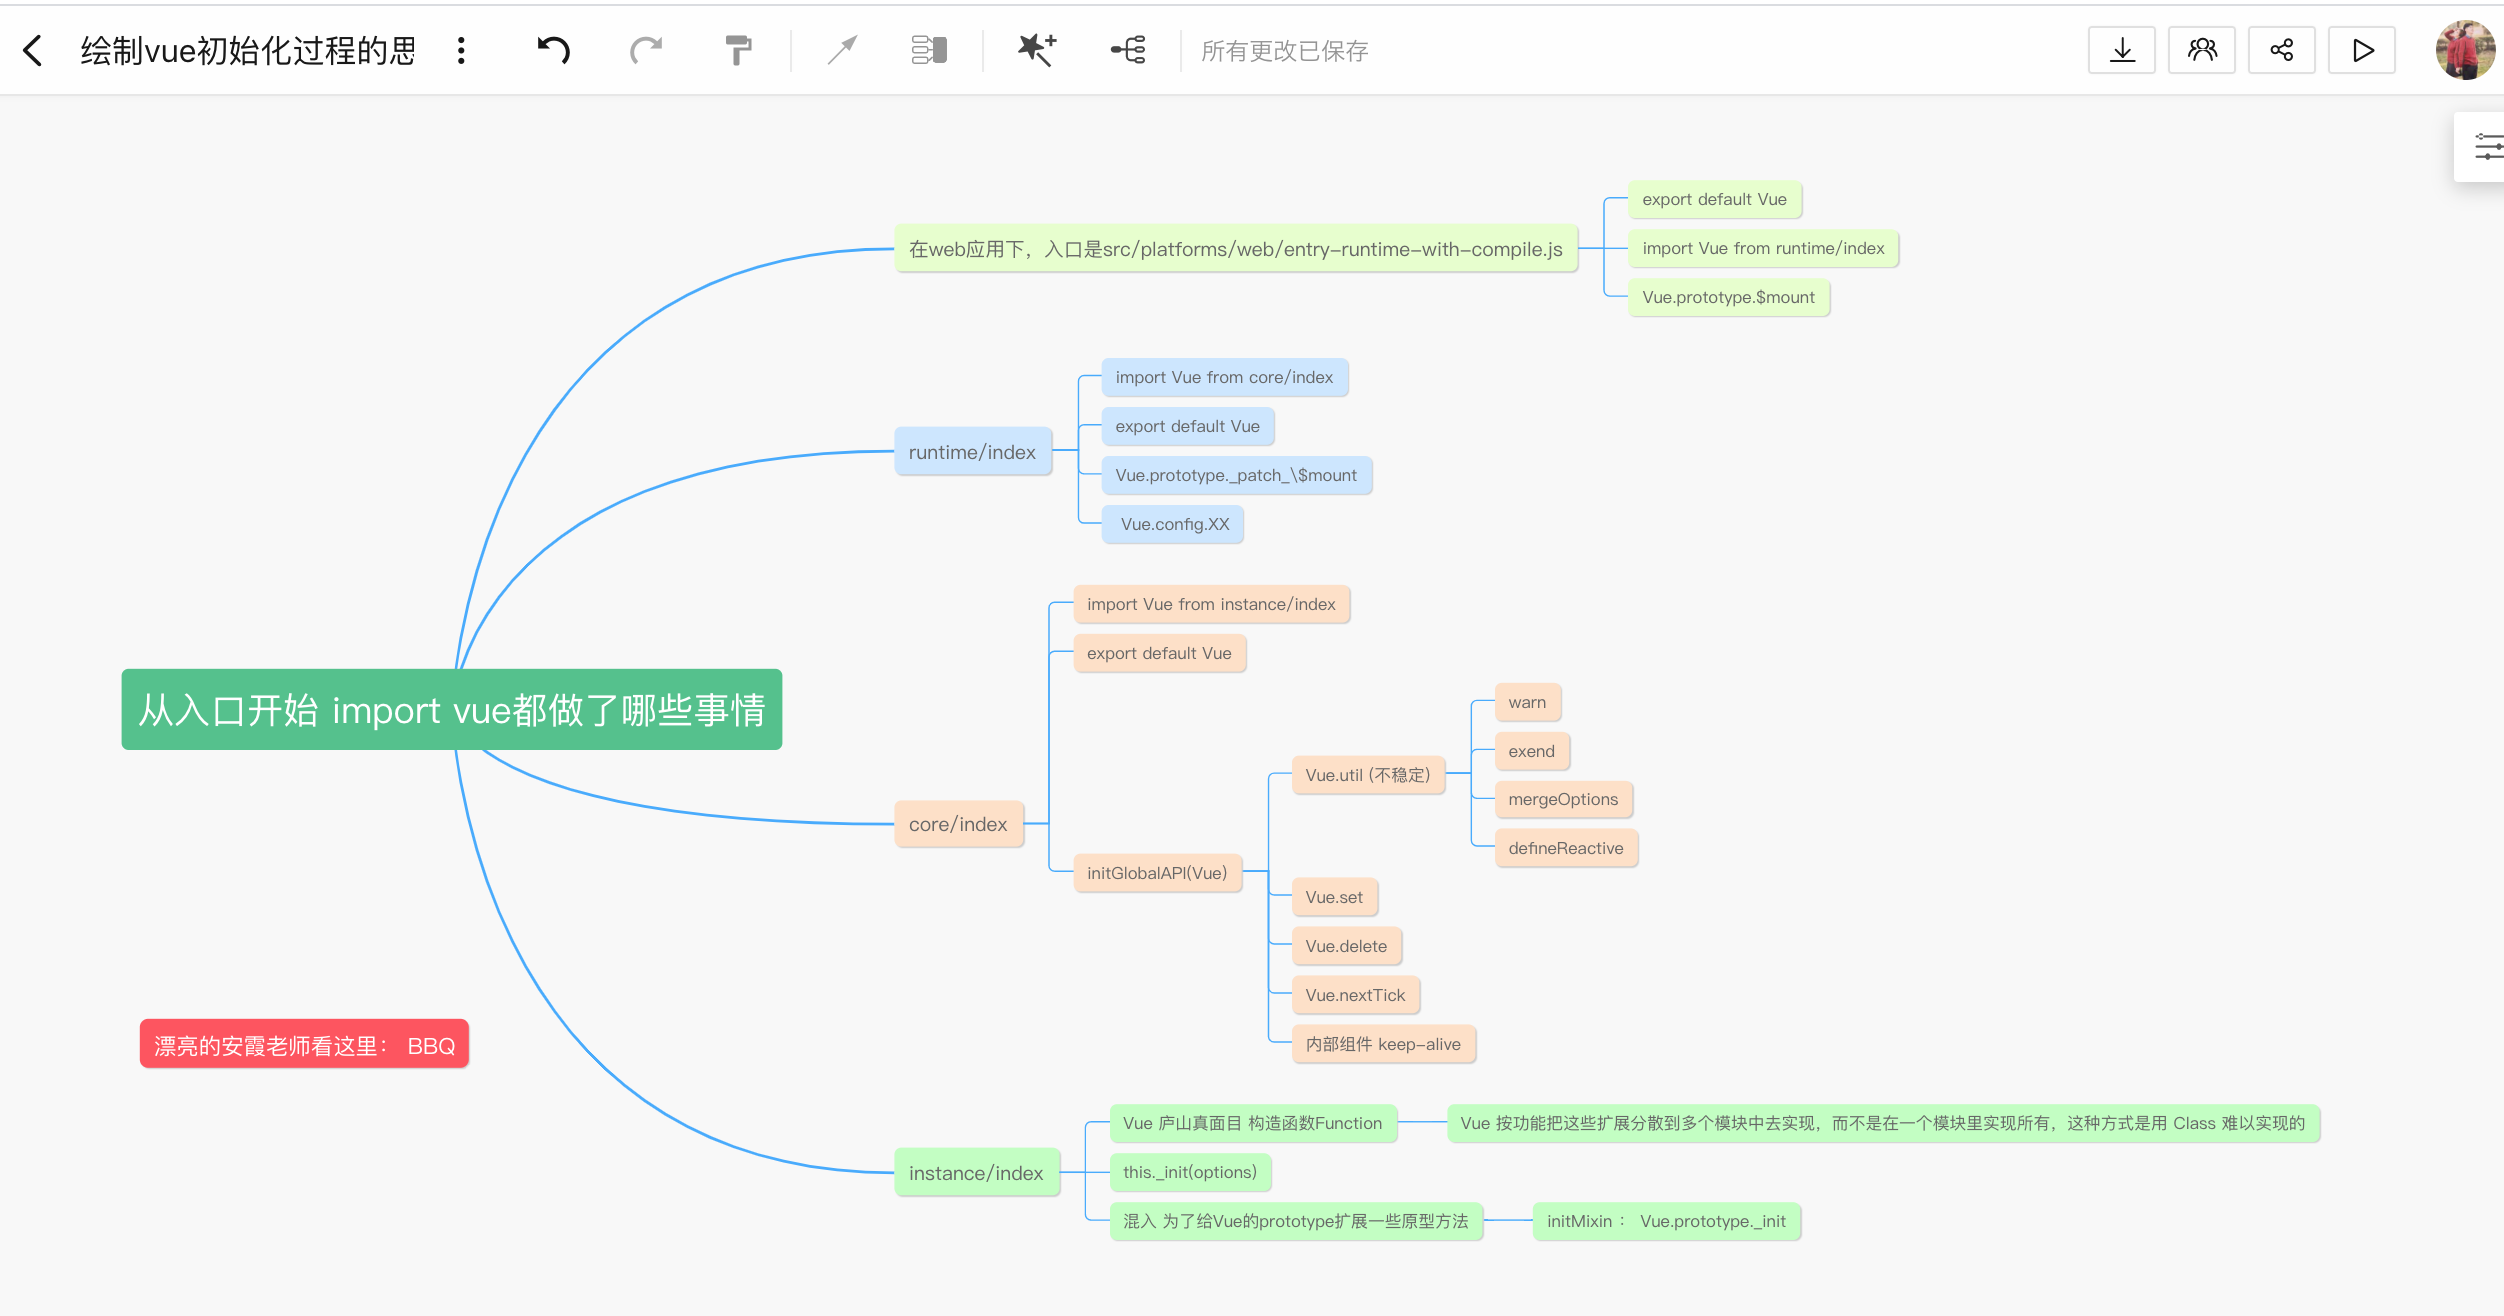 绘制vue初始化过程的思
所有更改已保存
在web应用下，入口是src/platforms/web/entry-runtime-with-compile.js
export default Vue
import Vue from runtime/index
Vue.prototype.$mount
runtime/index
import Vue from core/index
export default Vue
Vue.prototype._patch_\$mount
Vue.config.XX
从入口开始 import vue都做了哪些事情
core/index
import Vue from instance/index
export default Vue
initGlobalAPI(Vue)
Vue.util (不稳定)
warn
exend
mergeOptions
defineReactive
Vue.set
Vue.delete
Vue.nextTick
内部组件 keep-alive
漂亮的安霞老师看这里： BBQ
instance/index
Vue 庐山真面目 构造函数Function
Vue 按功能把这些扩展分散到多个模块中去实现，而不是在一个模块里实现所有，这种方式是用 Class 难以实现的
this._init(options)
混入 为了给Vue的prototype扩展一些原型方法
initMixin： Vue.prototype._init